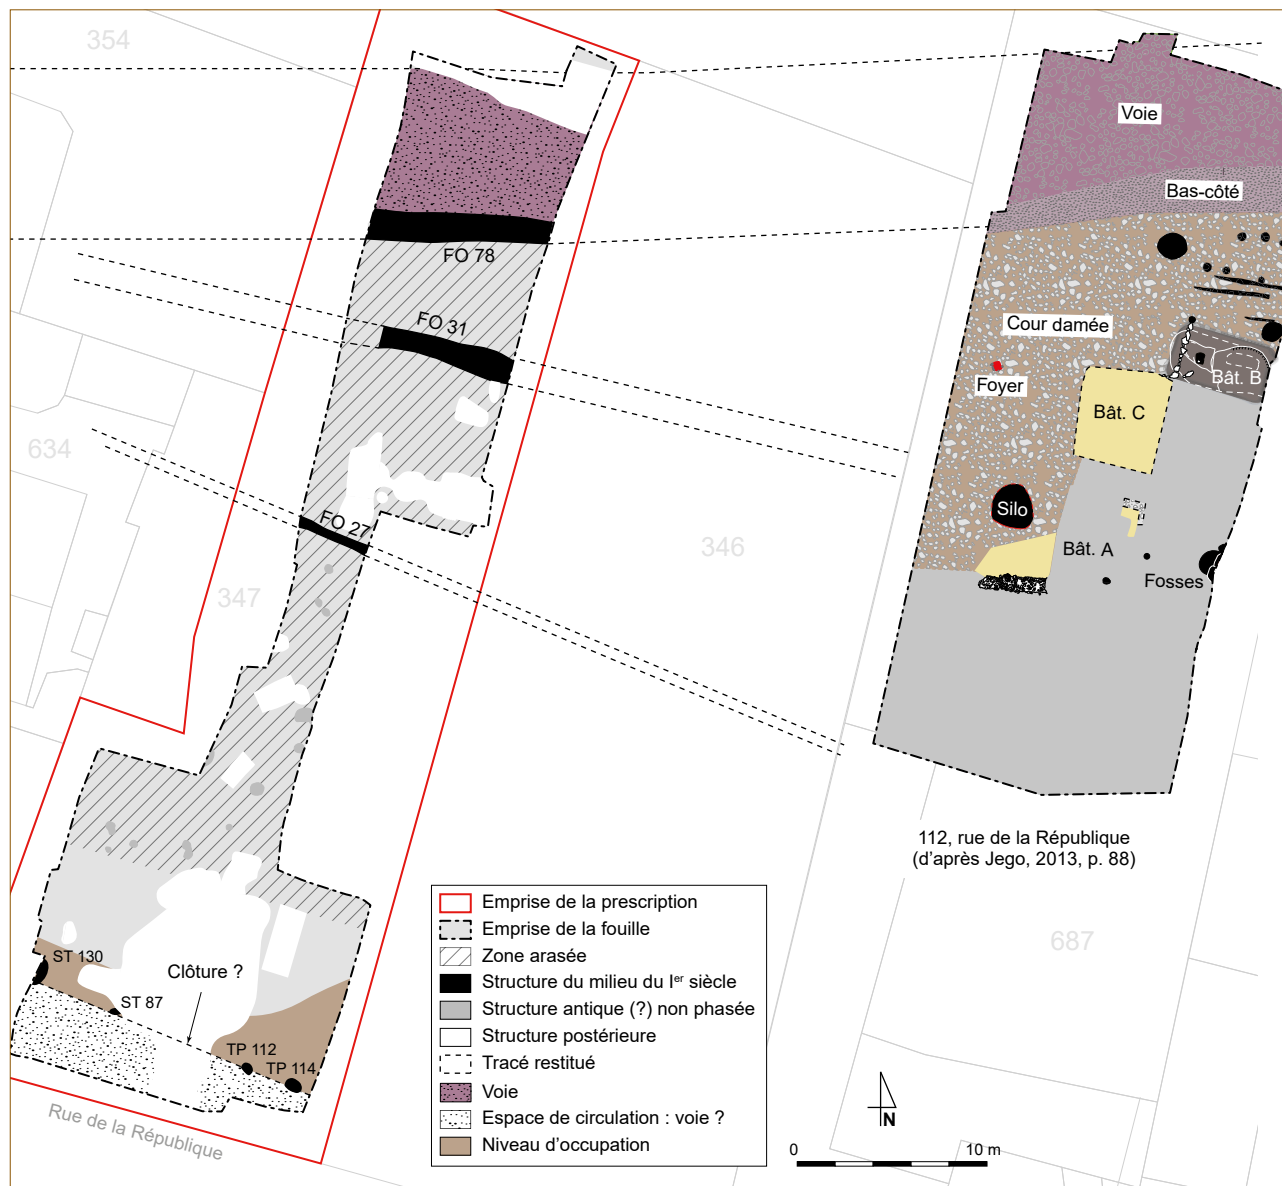 354
Voie
Bas-côté
FO 78
FO 31
Cour damée
Foyer
Bât. B
Bât. C
634
Silo
FO 27
346
Bât. A
Fosses
347
112, rue de la République
(d'après Jego, 2013, p. 88)
687
ST 130
Clôture ?
ST 87
TP 112
TP 114
Rue de la République
Emprise de la prescription
Emprise de la fouille
Zone arasée
Structure du milieu du Ier siècle
Structure antique (?) non phasée
Structure postérieure
Tracé restitué
Voie
Espace de circulation : voie ?
Niveau d'occupation
N
0 10 m